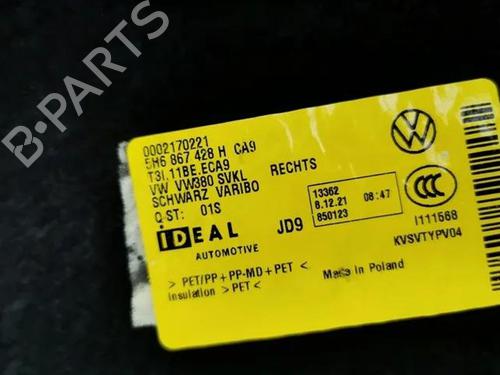 0002170221
5H6 867 428 H CA9
T3I.11BE.ECA9
VW VW380 SVKL
SCHWARZ VARIBO
Q ST: 01S
RECHTS
IDEAL
AUTOMOTIVE
JD9
13362
8.12.21 08:47
850123
CCC
I111568
KVSVTYPV04
> PET/PP + PP-MD + PET <
Insulation > PET <
Made in Poland
B-PARTS